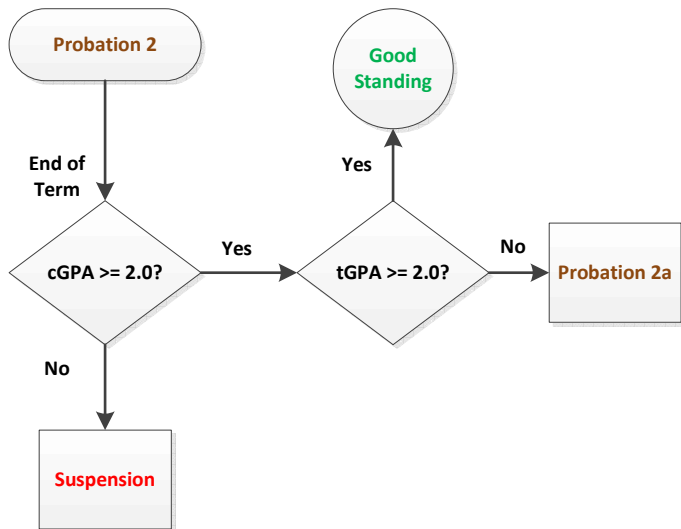 Probation 2
Good
Standing
End of
Term
Yes
cGPA >= 2.0?
Yes
tGPA >= 2.0?
No
Probation 2a
No
Suspension